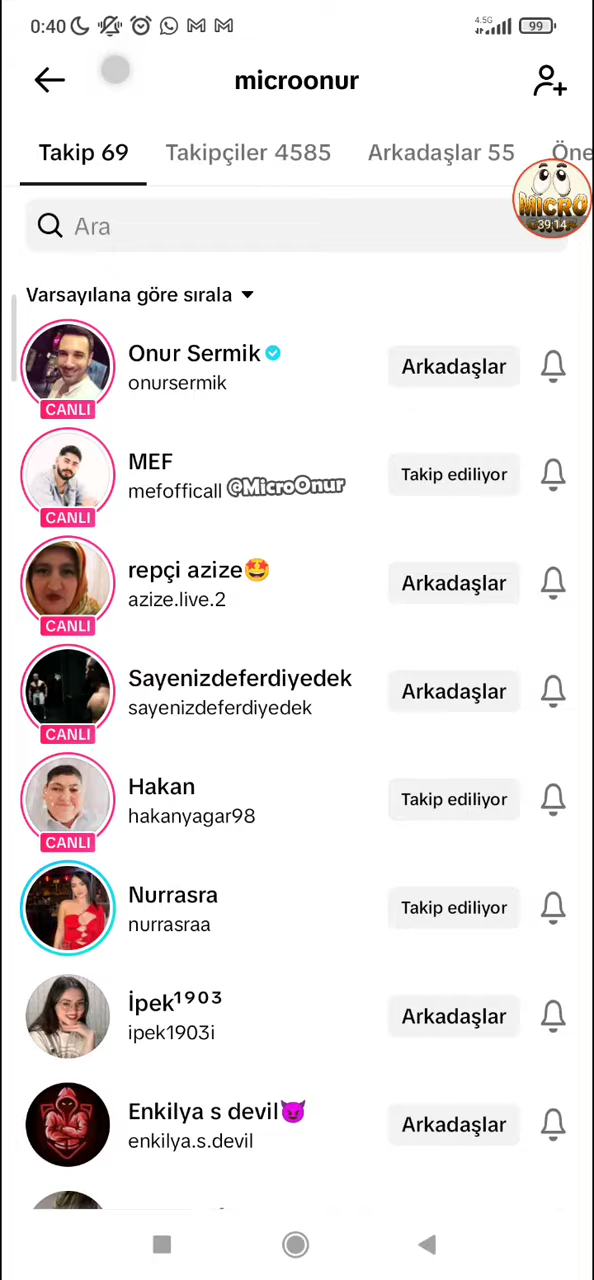 0:40
4.5G
99
microonur
Takip 69
Takipçiler 4585
Arkadaşlar 55
Öne
MICRO
39:14
Ara
Varsayılana göre sırala
Onur Sermik
onursermik
Arkadaşlar
CANLI
MEF
mefofficall
@MicroOnur
Takip ediliyor
CANLI
repçi azize🤩
azize.live.2
Arkadaşlar
CANLI
Sayenizdeferdiyedek
sayenizdeferdiyedek
Arkadaşlar
CANLI
Hakan
hakanyagar98
Takip ediliyor
CANLI
Nurrasra
nurrasraa
Takip ediliyor
İpek¹⁹⁰³
ipek1903i
Arkadaşlar
Enkilya s devil😈
enkilya.s.devil
Arkadaşlar